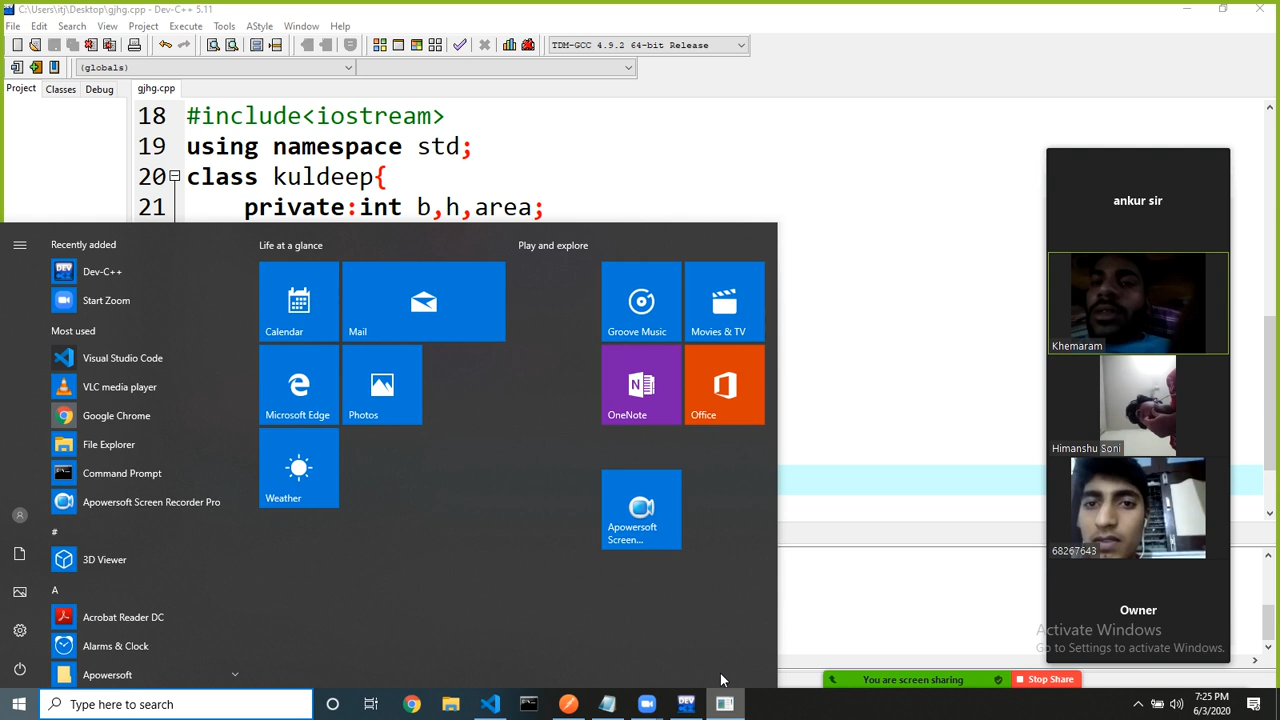 C:\Users\itj\Desktop\gjhg.cpp - Dev-C++ 5.11
File Edit Search View Project Execute Tools AStyle Window Help
TDM-GCC 4.9.2 64-bit Release
(globals)
Project Classes Debug gjhg.cpp
18 #include<iostream>
19 using namespace std;
20 class kuldeep{
21 private:int b,h,area;
Recently added
Dev-C++
Start Zoom
Most used
Visual Studio Code
VLC media player
Google Chrome
File Explorer
Command Prompt
Apowersoft Screen Recorder Pro
#
3D Viewer
A
Acrobat Reader DC
Alarms & Clock
Apowersoft
Life at a glance
Calendar
Mail
Microsoft Edge
Photos
Weather
Play and explore
Groove Music
Movies & TV
OneNote
Office
Apowersoft
Screen...
ankur sir
Khemaram
Himanshu Soni
68267643
Owner
Activate Windows
Go to Settings to activate Windows.
You are screen sharing
Stop Share
Type here to search
DEV
7:25 PM
6/3/2020